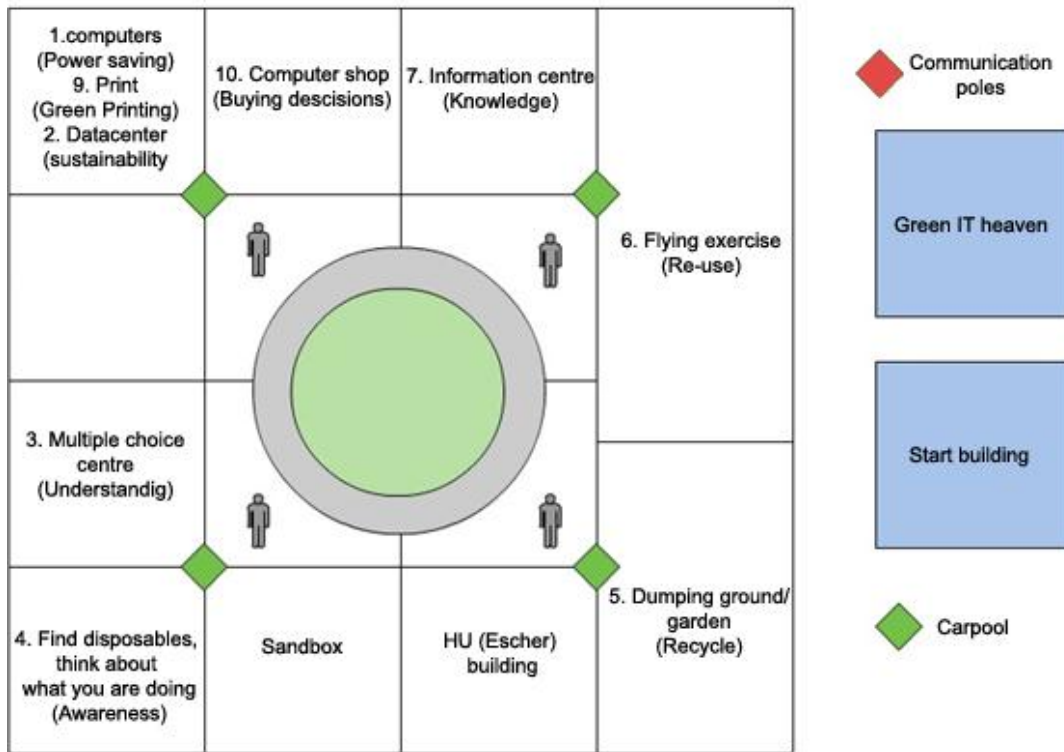 1.computers
(Power saving)
9. Print
(Green Printing)
2. Datacenter
(sustainability
10. Computer shop
(Buying descisions)
7. Information centre
(Knowledge)
6. Flying exercise
(Re-use)
3. Multiple choice
centre
(Understandig)
4. Find disposables,
think about
what you are doing
(Awareness)
Sandbox
HU (Escher)
building
5. Dumping ground/
garden
(Recycle)
Communication
poles
Green IT heaven
Start building
Carpool